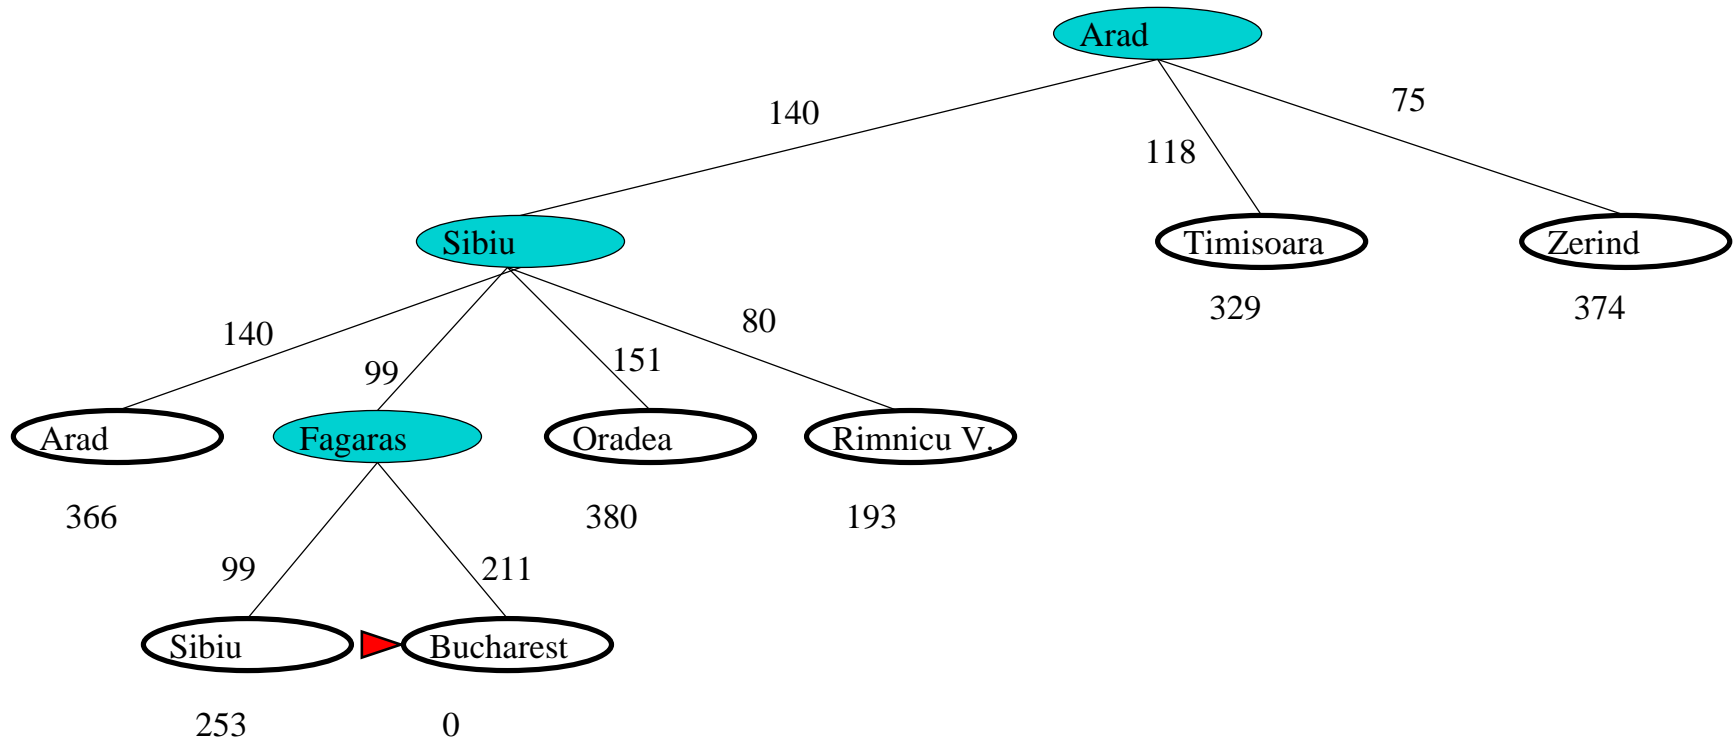 Arad
140
118
75
Sibiu
Timisoara
Zerind
329
374
140
99
151
80
Arad
Fagaras
Oradea
Rimnicu V.
366
380
193
99
211
Sibiu
Bucharest
253
0